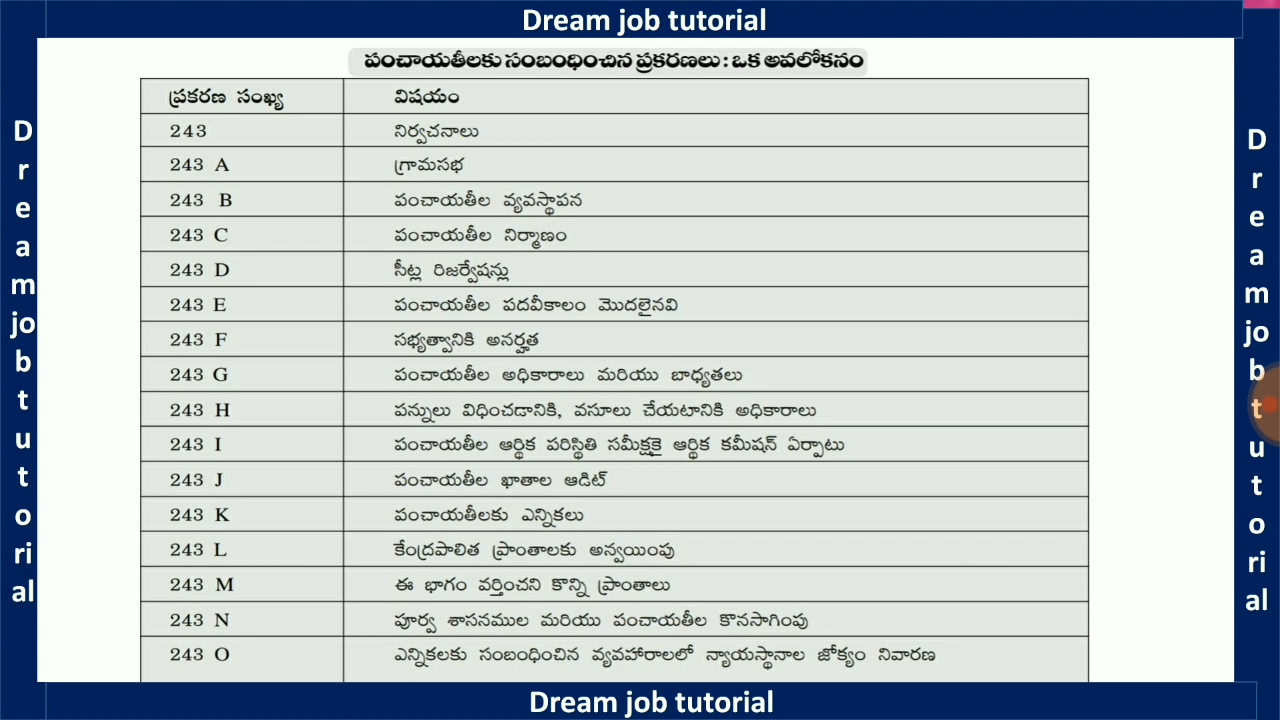 Dream job tutorial
పంచాయతీలకు సంబంధించిన ప్రకరణలు : ఒక అవలోకనం
ప్రకరణ సంఖ్య విషయం
243 నిర్వచనాలు
243 A గ్రామసభ
243 B పంచాయతీల వ్యవస్థాపన
243 C పంచాయతీల నిర్మాణం
243 D సీట్ల రిజర్వేషన్లు
243 E పంచాయతీల పదవీకాలం మొదలైనవి
243 F సభ్యత్వానికి అనర్హత
243 G పంచాయతీల అధికారాలు మరియు బాధ్యతలు
243 H పన్నులు విధించడానికి, వసూలు చేయటానికి అధికారాలు
243 I పంచాయతీల ఆర్థిక పరిస్థితి సమీక్షకై ఆర్థిక కమీషన్ ఏర్పాటు
243 J పంచాయతీల ఖాతాల ఆడిట్
243 K పంచాయతీలకు ఎన్నికలు
243 L కేంద్రపాలిత ప్రాంతాలకు అన్వయింపు
243 M ఈ భాగం వర్తించని కొన్ని ప్రాంతాలు
243 N పూర్వ శాసనముల మరియు పంచాయతీల కొనసాగింపు
243 O ఎన్నికలకు సంబంధించిన వ్యవహారాలలో న్యాయస్థానాల జోక్యం నివారణ
Dream job tutorial
Dream job tutorial
Dream job tutorial